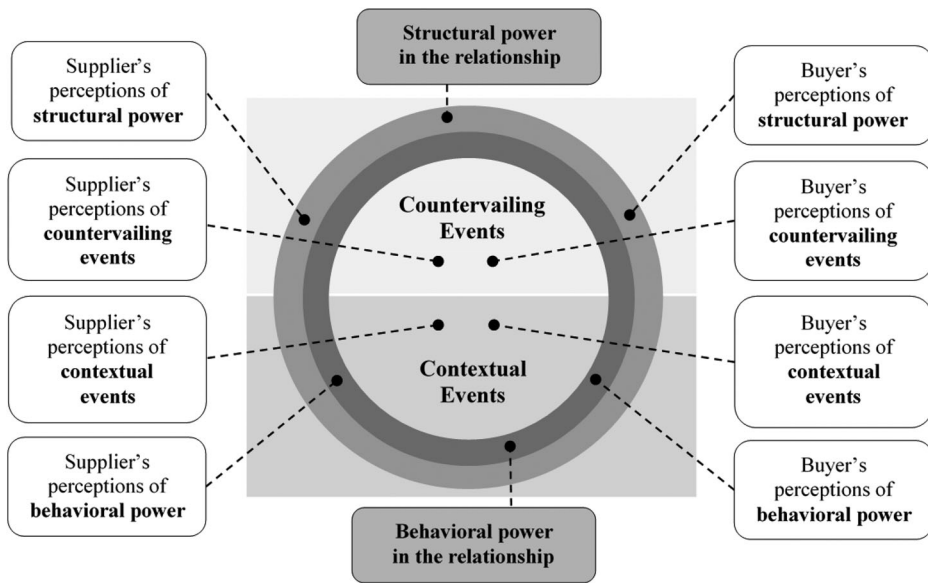 Structural power
in the relationship
Supplier's
perceptions of
structural power
Buyer's
perceptions of
structural power
Supplier's
perceptions of
countervailing
events
Countervailing
Events
Buyer's
perceptions of
countervailing
events
Supplier's
perceptions of
contextual
events
Contextual
Events
Buyer's
perceptions of
contextual
events
Supplier's
perceptions of
behavioral power
Behavioral power
in the relationship
Buyer's
perceptions of
behavioral power